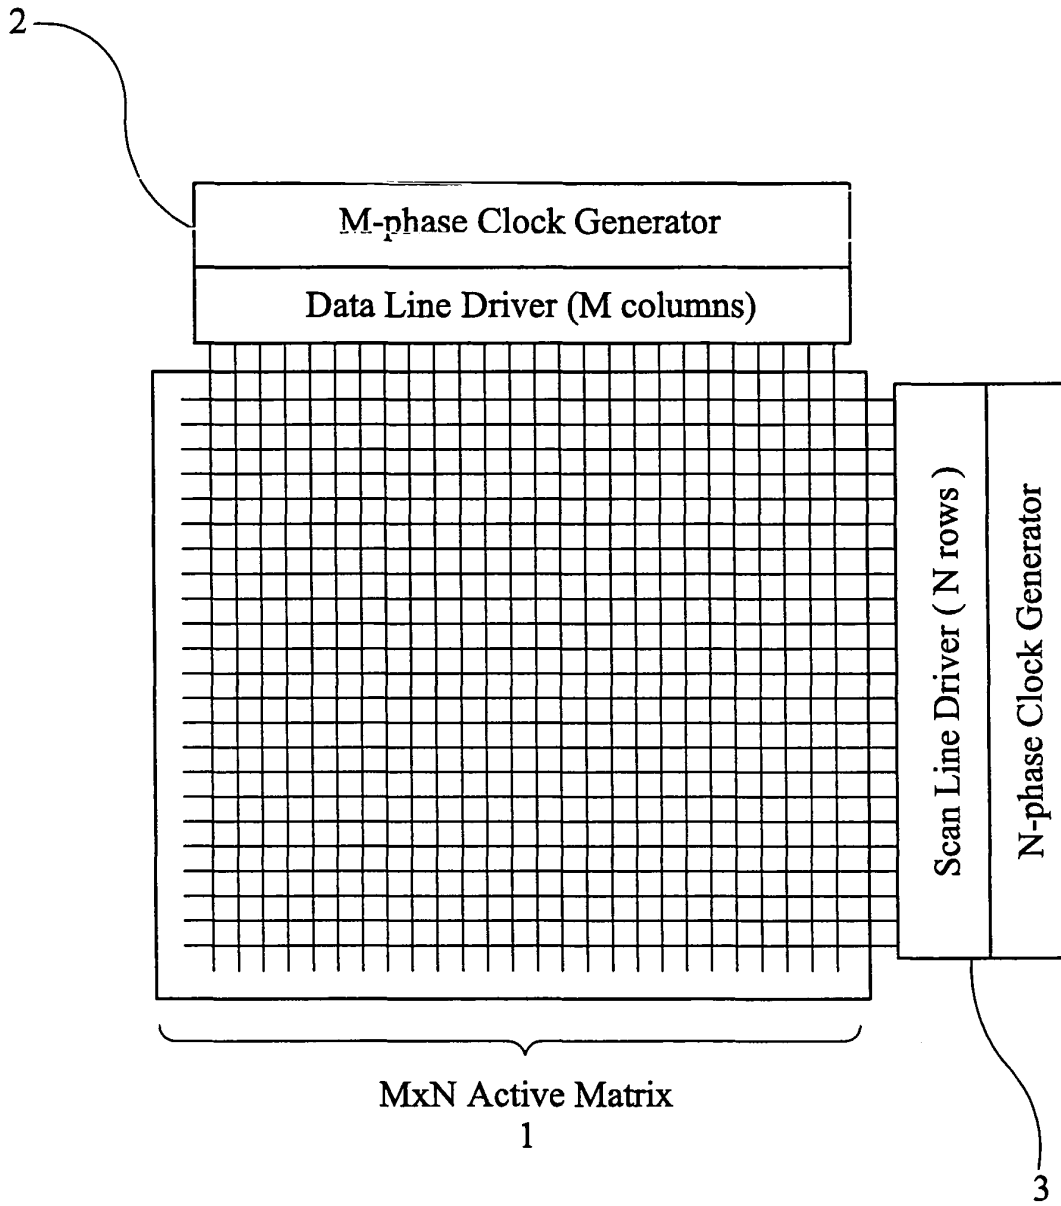 2
M-phase Clock Generator
Data Line Driver (M columns)
Scan Line Driver ( N rows )
N-phase Clock Generator
MxN Active Matrix
1
3